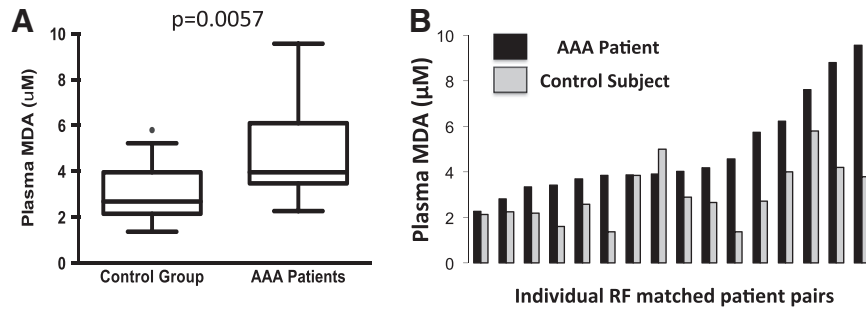 A
p=0.0057
Plasma MDA (uM)
10
8
6
4
2
0
Control Group
AAA Patients
B
Plasma MDA (µM)
10
8
6
4
2
0
AAA Patient
Control Subject
Individual RF matched patient pairs